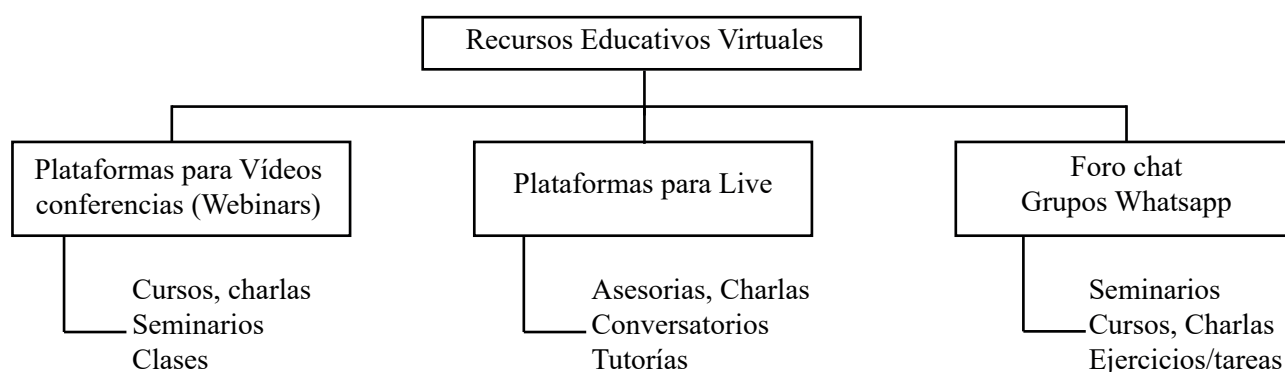 Recursos Educativos Virtuales
Plataformas para Vídeos
conferencias (Webinars)
Plataformas para Live
Foro chat
Grupos Whatsapp
Cursos, charlas
Seminarios
Clases
Asesorias, Charlas
Conversatorios
Tutorías
Seminarios
Cursos, Charlas
Ejercicios/tareas